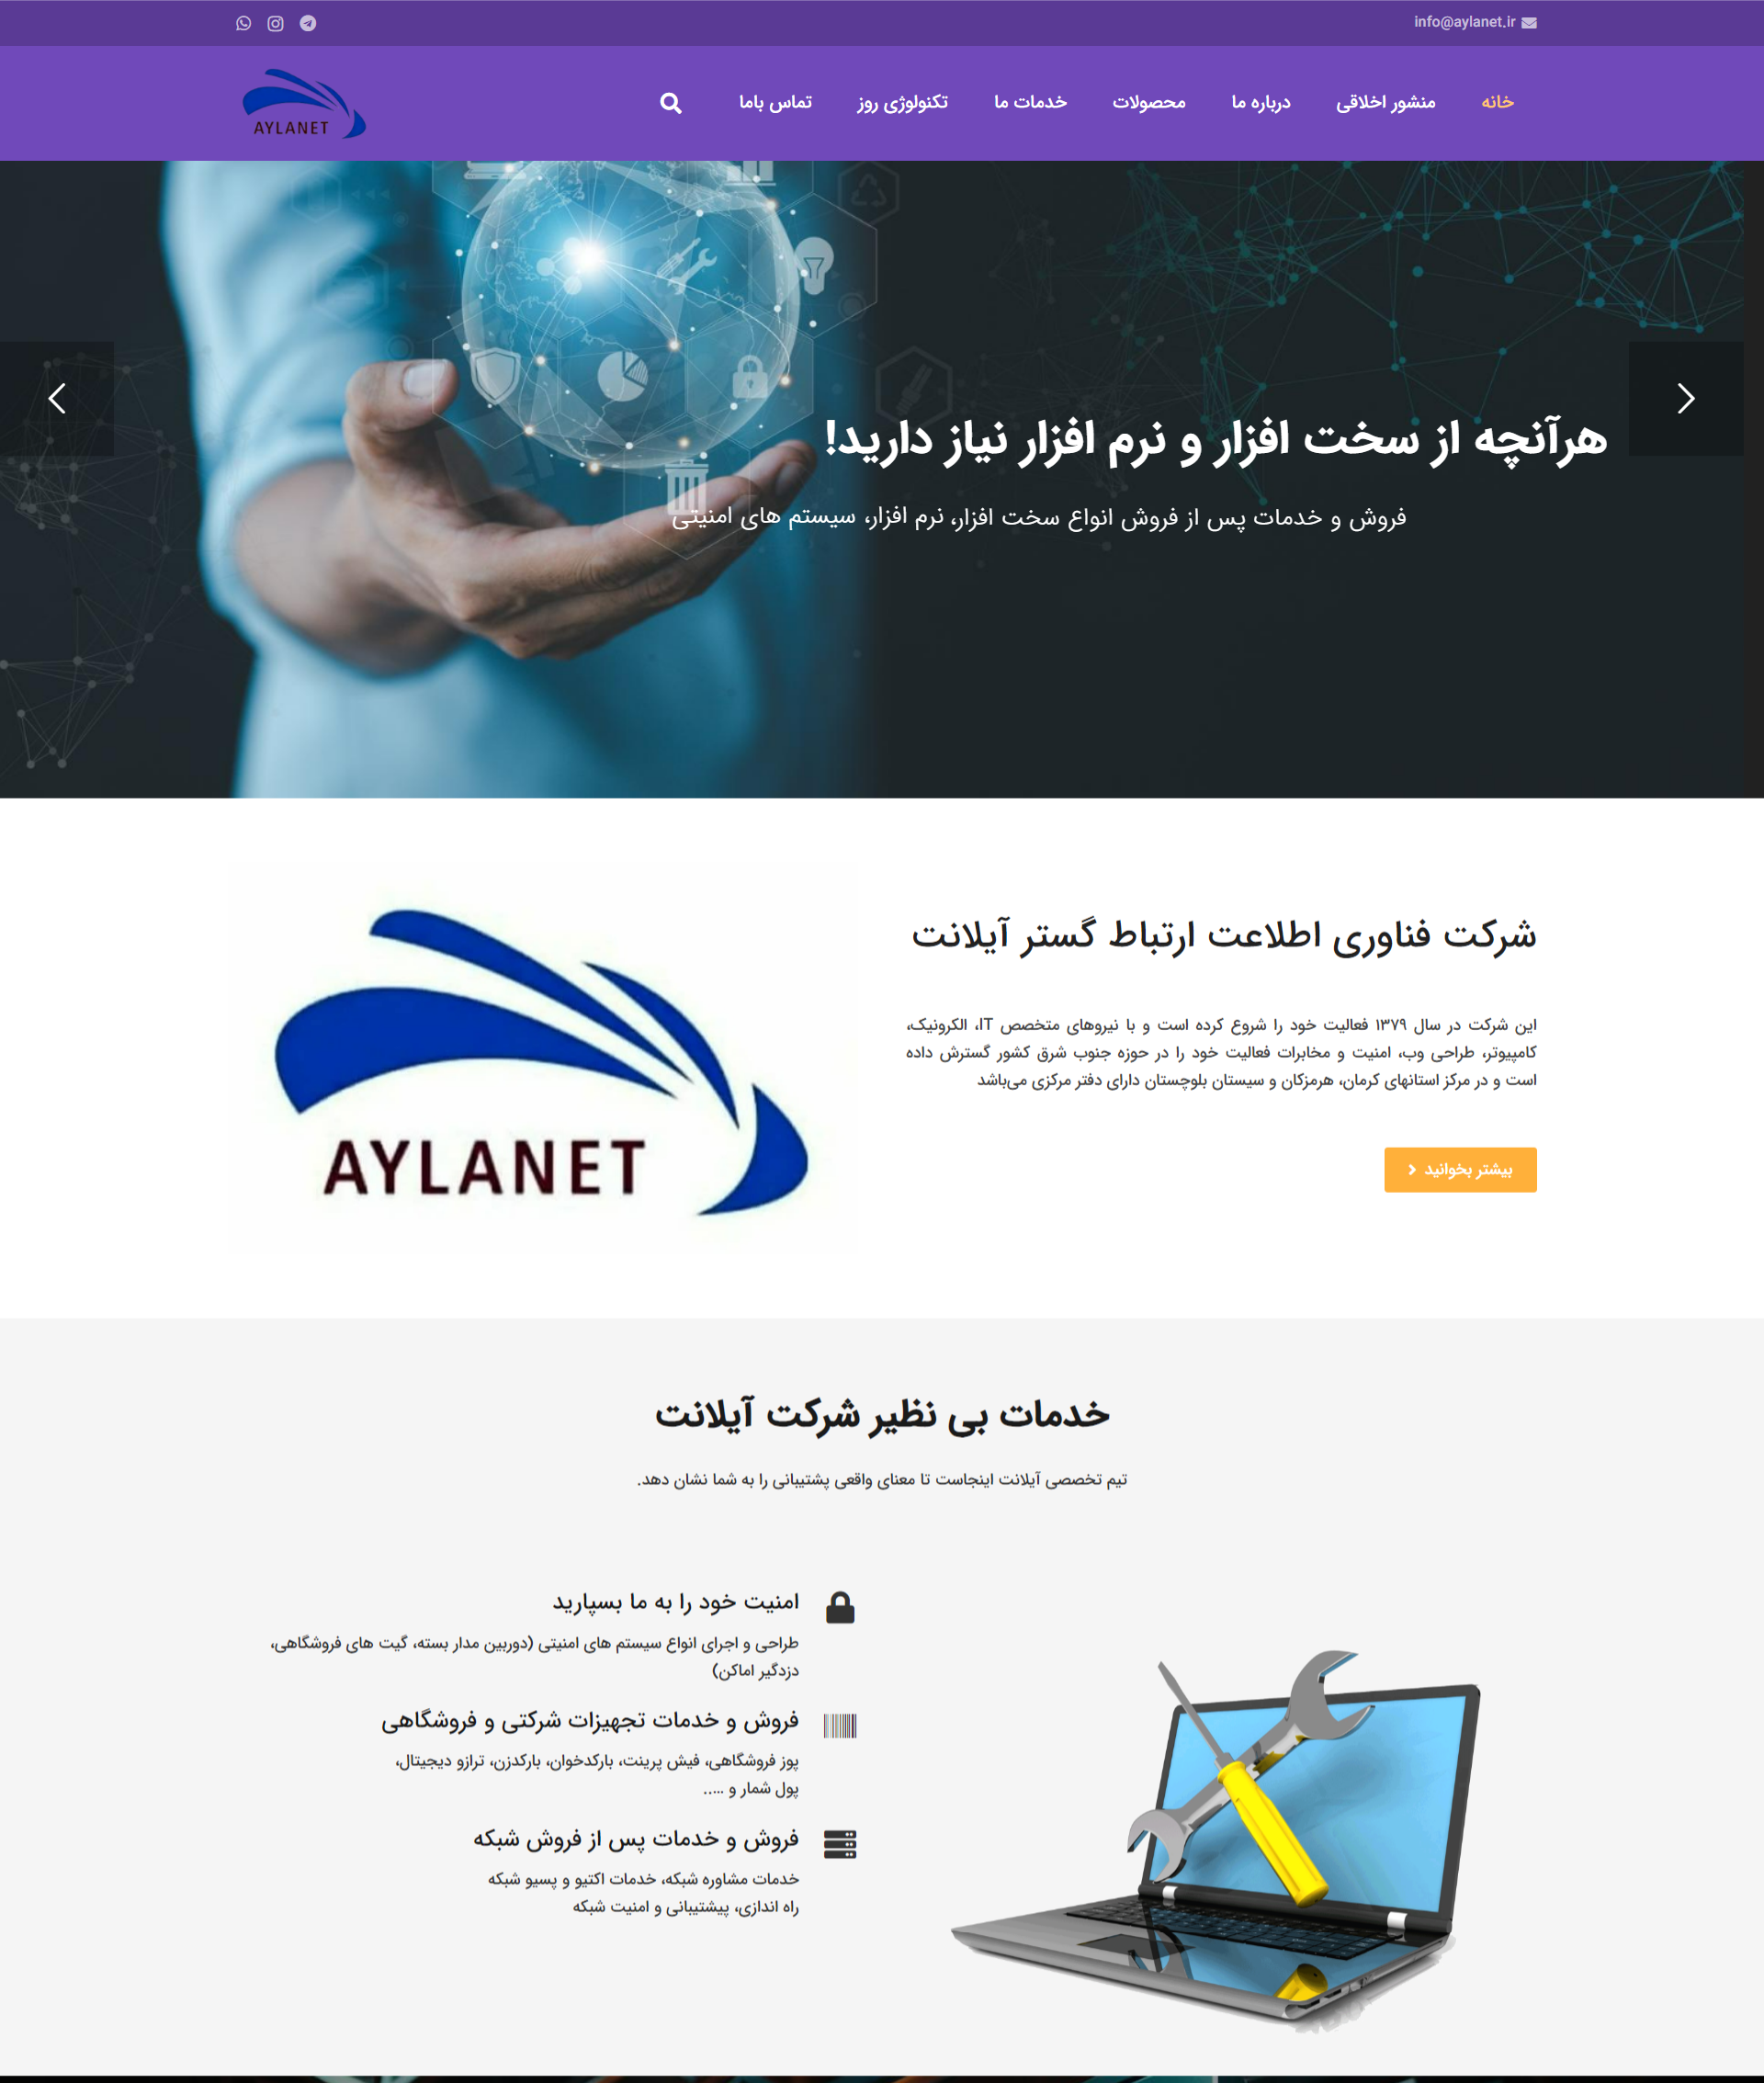 info@aylanet.ir
خانه
منشور اخلاقی
درباره ما
محصولات
خدمات ما
تکنولوژی روز
تماس باما
AYLANET
هرآنچه از سخت افزار و نرم افزار نیاز دارید!
فروش و خدمات پس از فروش انواع سخت افزار، نرم افزار، سیستم های امنیتی
شرکت فناوری اطلاعت ارتباط گستر آیلانت
این شرکت در سال ۱۳۷۹ فعالیت خود را شروع کرده است و با نیروهای متخصص IT، الکرونیک،
کامپیوتر، طراحی وب، امنیت و مخابرات فعالیت خود را در حوزه جنوب شرق کشور گسترش داده
است و در مرکز استانهای کرمان، هرمزکان و سیستان بلوچستان دارای دفتر مرکزی می‌باشد
بیشتر بخوانید
AYLANET
خدمات بی نظیر شرکت آیلانت
تیم تخصصی آیلانت اینجاست تا معنای واقعی پشتیبانی را به شما نشان دهد.
امنیت خود را به ما بسپارید
طراحی و اجرای انواع سیستم های امنیتی (دوربین مدار بسته، گیت های فروشگاهی،
دزدگیر اماکن)
فروش و خدمات تجهیزات شرکتی و فروشگاهی
پوز فروشگاهی، فیش پرینت، بارکدخوان، بارکدزن، ترازو دیجیتال،
پول شمار و .....
فروش و خدمات پس از فروش شبکه
خدمات مشاوره شبکه، خدمات اکتیو و پسیو شبکه
راه اندازی، پیشتیبانی و امنیت شبکه